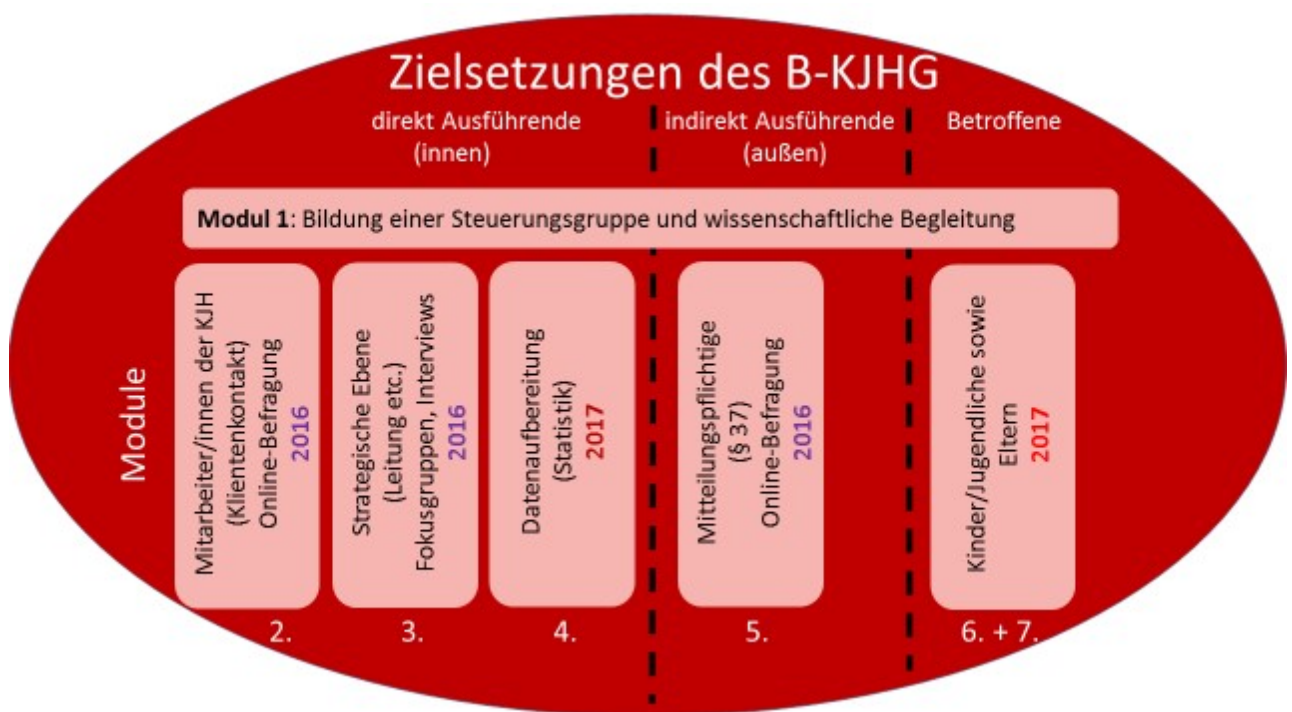 Zielsetzungen des B-KJHG
direkt Ausführende
(innen)
indirekt Ausführende
(außen)
Betroffene
Modul 1: Bildung einer Steuerungsgruppe und wissenschaftliche Begleitung
Module
Mitarbeiter/innen der KJH
(Klientenkontakt)
Online-Befragung
2016
Strategische Ebene
(Leitung etc.)
Fokusgruppen, Interviews
2016
Datenaufbereitung
(Statistik)
2017
Mitteilungspflichtige
(§ 37)
Online-Befragung
2016
Kinder/Jugendliche sowie
Eltern
2017
2.
3.
4.
5.
6. + 7.